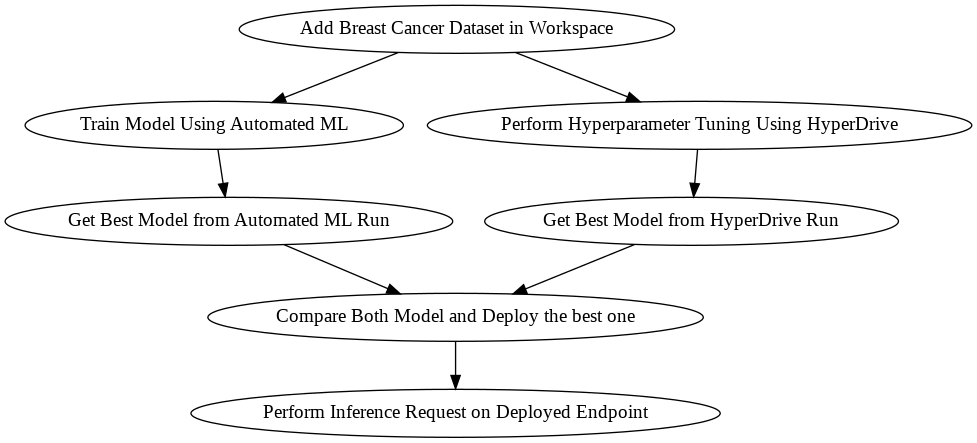 Add Breast Cancer Dataset in Workspace
Train Model Using Automated ML
Perform Hyperparameter Tuning Using HyperDrive
Get Best Model from Automated ML Run
Get Best Model from HyperDrive Run
Compare Both Model and Deploy the best one
Perform Inference Request on Deployed Endpoint